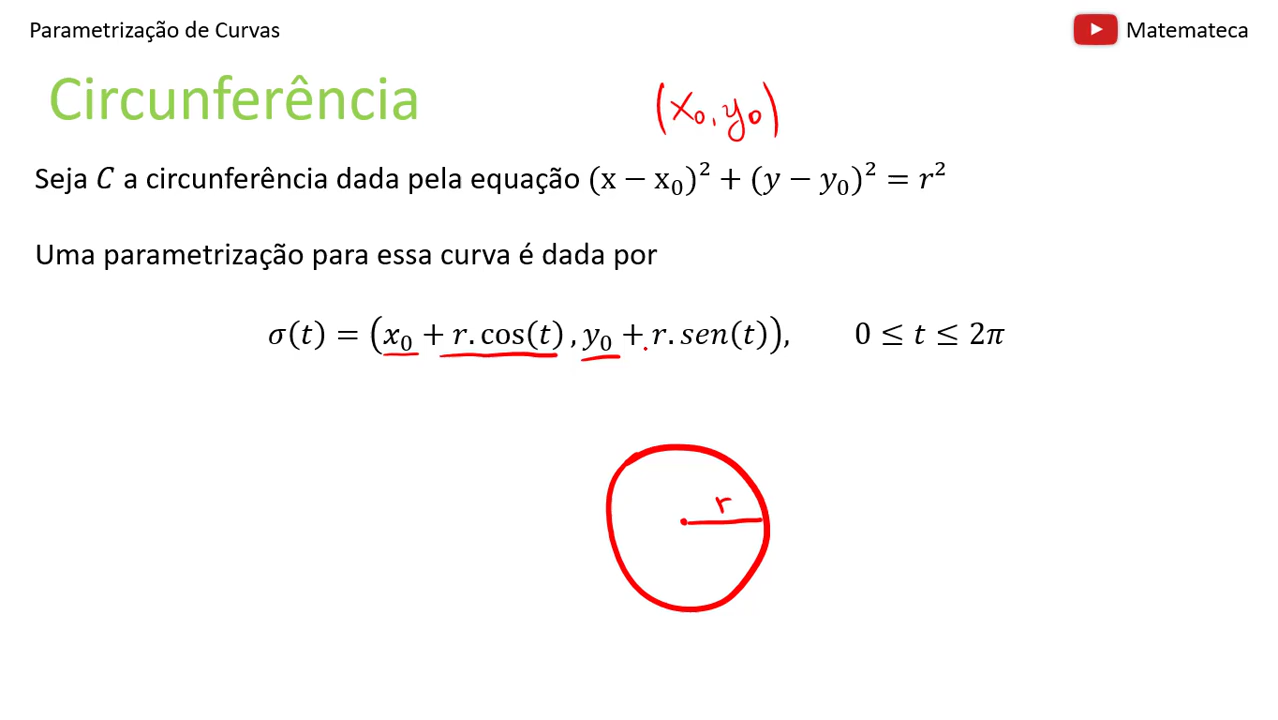 Parametrização de Curvas
Matemateca
Circunferência
(x₀, y₀)
Seja C a circunferência dada pela equação (x − x₀)² + (y − y₀)² = r²
Uma parametrização para essa curva é dada por
σ(t) = (x₀ + r. cos(t) , y₀ + r. sen(t)), 0 ≤ t ≤ 2π
r